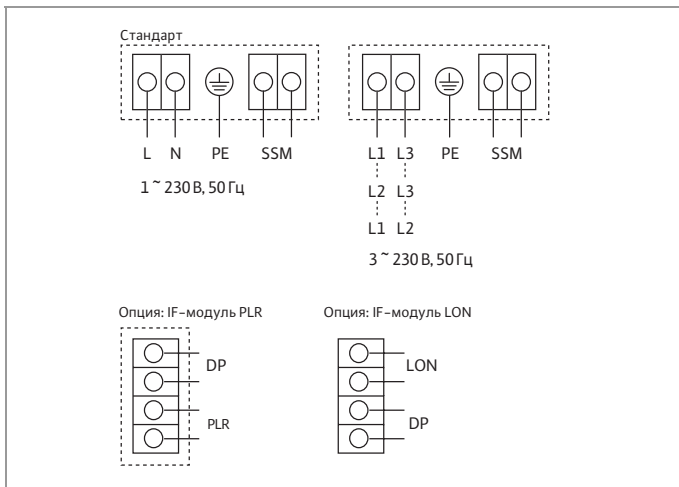 Стандарт
L N PE SSM L1 L3 PE SSM
1 ~ 230 В, 50 Гц L2 L3
L1 L2
3 ~ 230 В, 50 Гц
Опция: IF-модуль PLR Опция: IF-модуль LON
DP LON
PLR DP